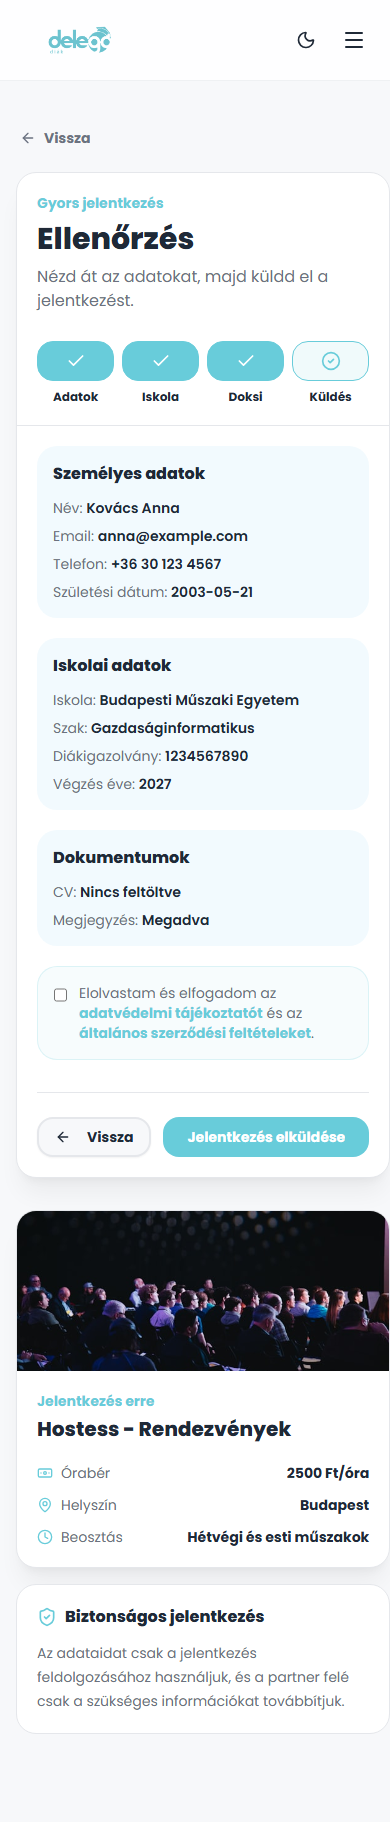 delego
diák
Vissza
Gyors jelentkezés
Ellenőrzés
Nézd át az adatokat, majd küldd el a
jelentkezést.
Adatok Iskola Doksi Küldés
Személyes adatok
Név: Kovács Anna
Email: anna@example.com
Telefon: +36 30 123 4567
Születési dátum: 2003-05-21
Iskolai adatok
Iskola: Budapesti Műszaki Egyetem
Szak: Gazdaságinformatikus
Diákigazolvány: 1234567890
Végzés éve: 2027
Dokumentumok
CV: Nincs feltöltve
Megjegyzés: Megadva
Elolvastam és elfogadom az
adatvédelmi tájékoztatót és az
általános szerződési feltételeket.
Vissza Jelentkezés elküldése
Jelentkezés erre
Hostess - Rendezvények
Órabér 2500 Ft/óra
Helyszín Budapest
Beosztás Hétvégi és esti műszakok
Biztonságos jelentkezés
Az adataidat csak a jelentkezés
feldolgozásához használjuk, és a partner felé
csak a szükséges információkat továbbítjuk.